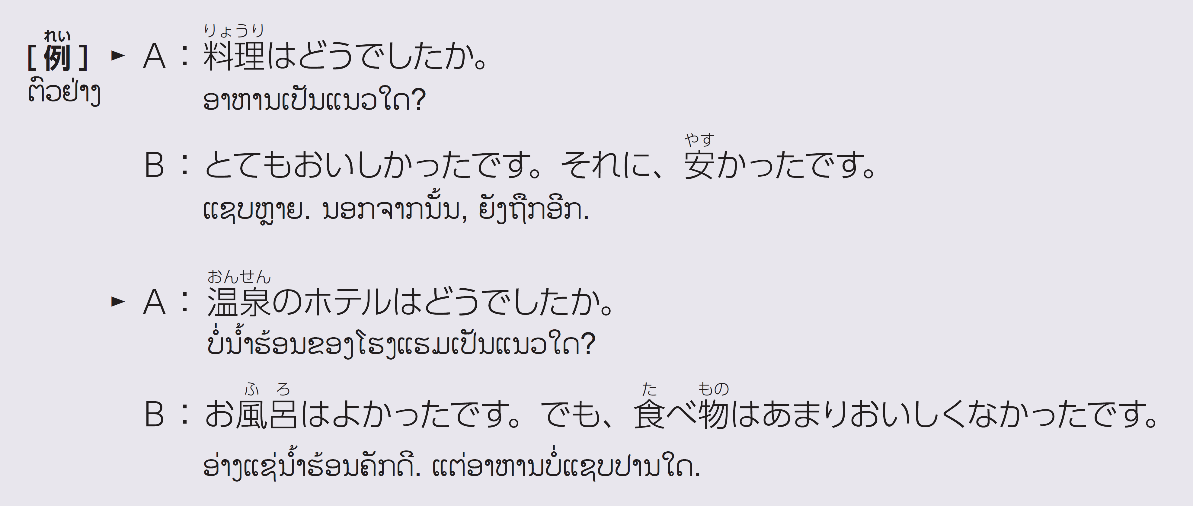 れい りょうり
[例] ► A：料理はどうでしたか。
ຕົວຢ່າງ ອາຫານເປັນແນວໃດ?
やす
B：とてもおいしかったです。それに、安かったです。
ແຊບຫຼາຍ. ນອກຈາກນັ້ນ, ຍັງຖືກອີກ.
おんせん
► A：温泉のホテルはどうでしたか。
ບໍ່ນ້ຳຮ້ອນຂອງໂຮງແຮມເປັນແນວໃດ?
ふ ろ た もの
B：お風呂はよかったです。でも、食べ物はあまりおいしくなかったです。
ອ່າງແຊ່ນ້ຳຮ້ອນຄັກດີ. ແຕ່ອາຫານບໍ່ແຊບປານໃດ.